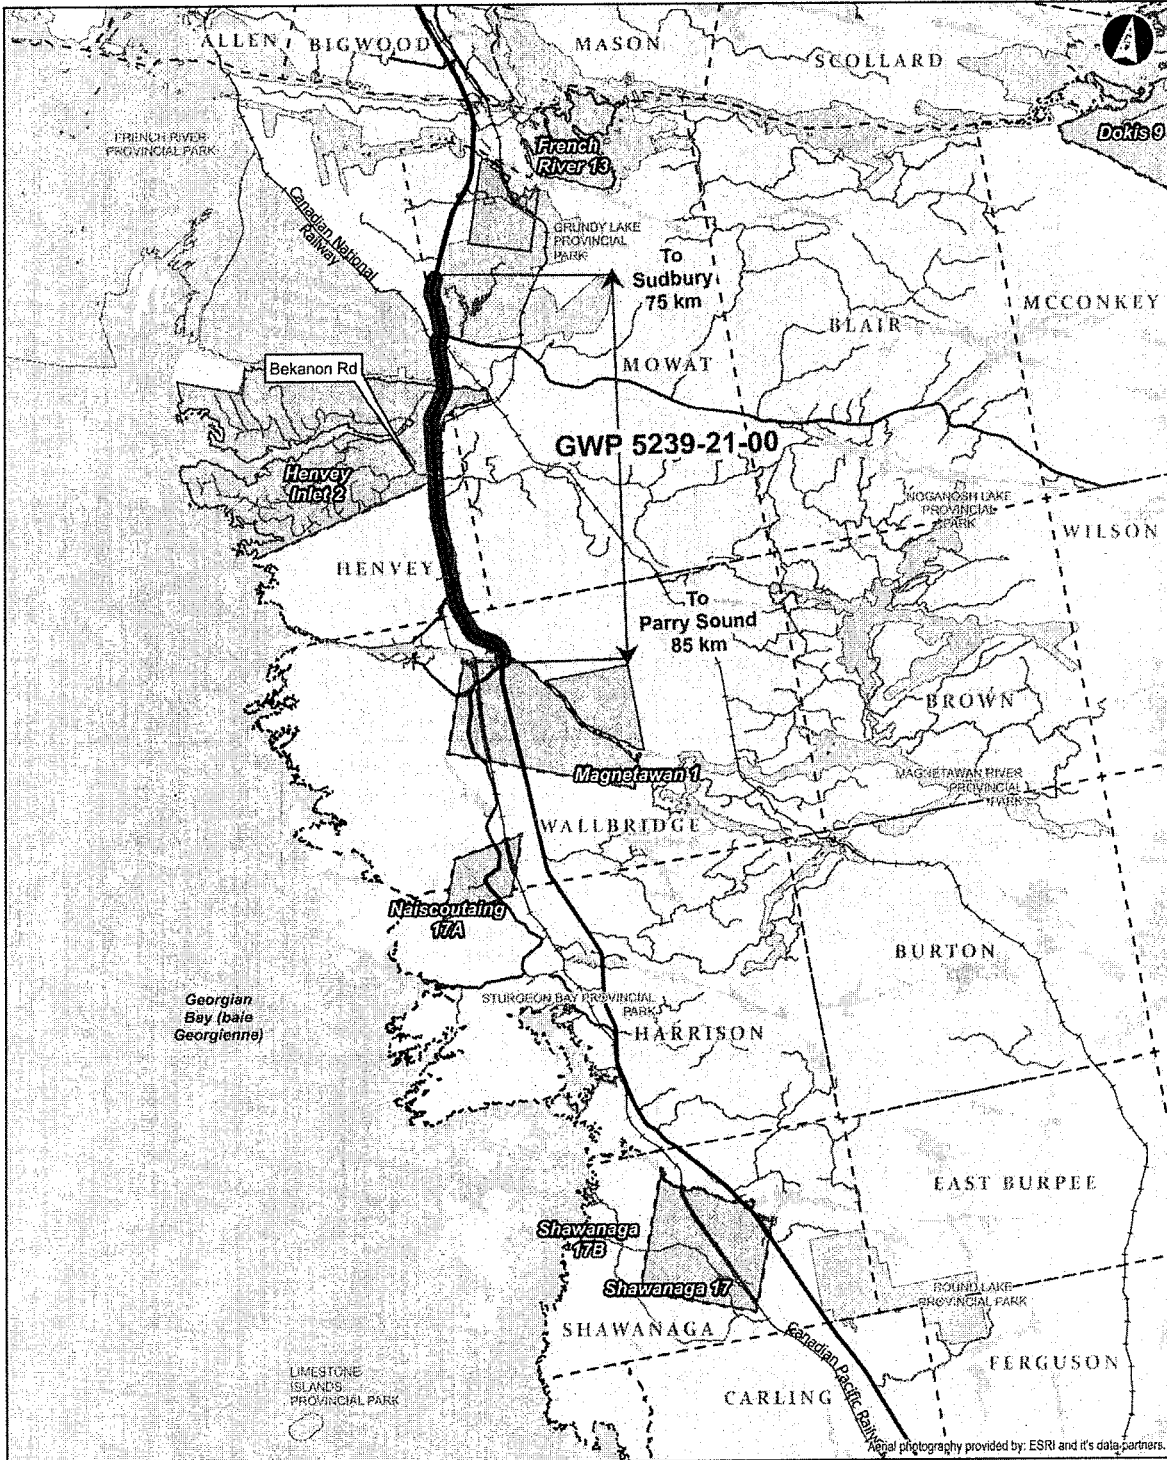 ALLEN
BIGWOOD
MASON
SCOLLARD
FRENCH RIVER
PROVINCIAL PARK
French
River 13
Dokis 9
Canadian National
Railway
GRUNDY LAKE
PROVINCIAL
PARK
To
Sudbury
75 km
MCCONKEY
BLAIR
MOWAT
Bekanon Rd
GWP 5239-21-00
Henvey
Inlet 2
NOGANOSH LAKE
PROVINCIAL
PARK
WILSON
HENVEY
To
Parry Sound
85 km
BROWN
Magnetawan 1
MAGNETAWAN RIVER
PROVINCIAL
PARK
WALLBRIDGE
Naiscoutaing
17A
BURTON
Georgian
Bay (baie
Georgienne)
STURGEON BAY PROVINCIAL
PARK
HARRISON
EAST BURPEE
Shawanaga
17B
Shawanaga 17
ROUND LAKE
PROVINCIAL PARK
SHAWANAGA
Canadian Pacific Railway
FERGUSON
LIMESTONE
ISLANDS
PROVINCIAL PARK
CARLING
Aerial photography provided by: ESRI and it's data partners.